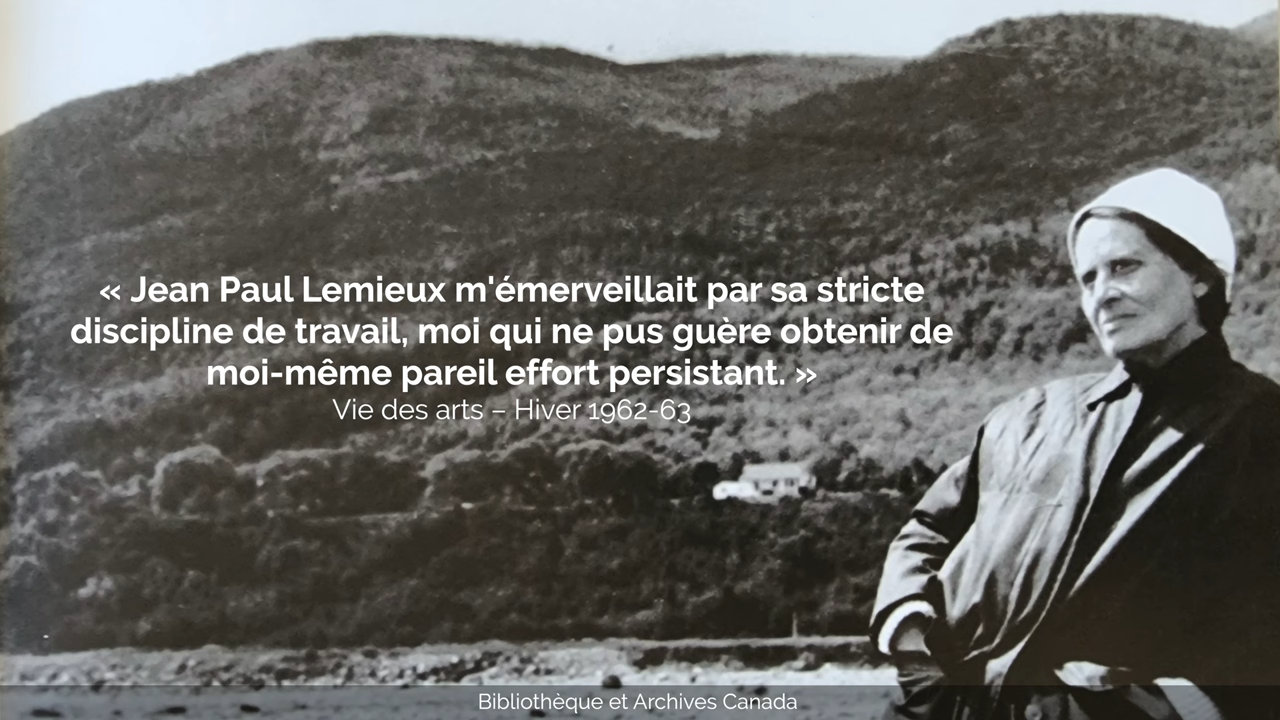 « Jean Paul Lemieux m'émerveillait par sa stricte
discipline de travail, moi qui ne pus guère obtenir de
moi-même pareil effort persistant. »
Vie des arts – Hiver 1962-63
Bibliothèque et Archives Canada